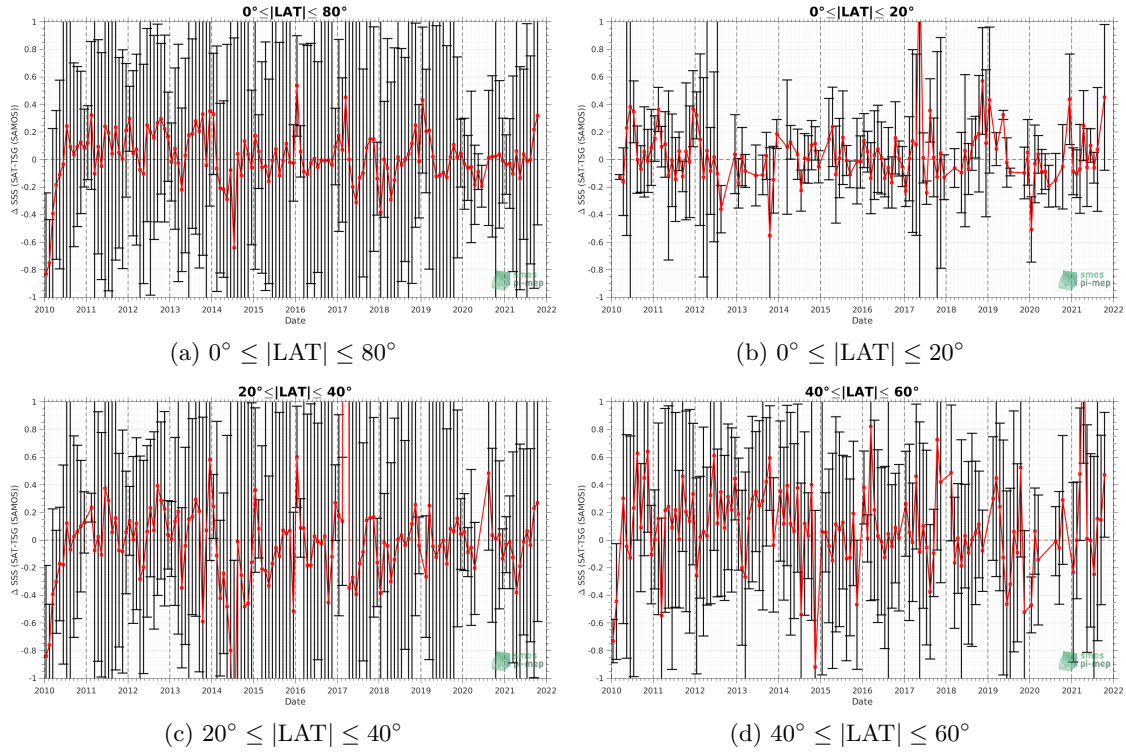 0°≤|LAT|≤ 80°
Δ SSS (SAT-TSG (SAMOS))
1
0.8
0.6
0.4
0.2
0
-0.2
-0.4
-0.6
-0.8
-1
2010 2011 2012 2013 2014 2015 2016 2017 2018 2019 2020 2021 2022
Date
smos
pi-mep
(a) 0° ≤ |LAT| ≤ 80°
0°≤|LAT|≤ 20°
Δ SSS (SAT-TSG (SAMOS))
1
0.8
0.6
0.4
0.2
0
-0.2
-0.4
-0.6
-0.8
-1
2010 2011 2012 2013 2014 2015 2016 2017 2018 2019 2020 2021 2022
Date
smos
pi-mep
(b) 0° ≤ |LAT| ≤ 20°
20°≤|LAT|≤ 40°
Δ SSS (SAT-TSG (SAMOS))
1
0.8
0.6
0.4
0.2
0
-0.2
-0.4
-0.6
-0.8
-1
2010 2011 2012 2013 2014 2015 2016 2017 2018 2019 2020 2021 2022
Date
smos
pi-mep
(c) 20° ≤ |LAT| ≤ 40°
40°≤|LAT|≤ 60°
Δ SSS (SAT-TSG (SAMOS))
1
0.8
0.6
0.4
0.2
0
-0.2
-0.4
-0.6
-0.8
-1
2010 2011 2012 2013 2014 2015 2016 2017 2018 2019 2020 2021 2022
Date
smos
pi-mep
(d) 40° ≤ |LAT| ≤ 60°